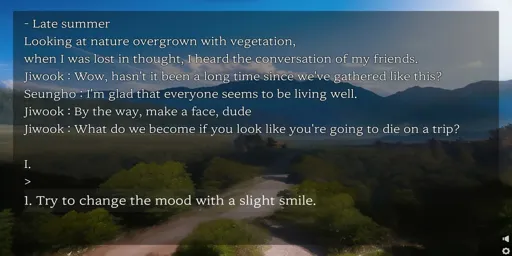 - Late summer
Looking at nature overgrown with vegetation,
when I was lost in thought, I heard the conversation of my friends.
Jiwook : Wow, hasn't it been a long time since we've gathered like this?
Seungho : I'm glad that everyone seems to be living well.
Jiwook : By the way, make a face, dude
Jiwook : What do we become if you look like you're going to die on a trip?
I.
>
1. Try to change the mood with a slight smile.